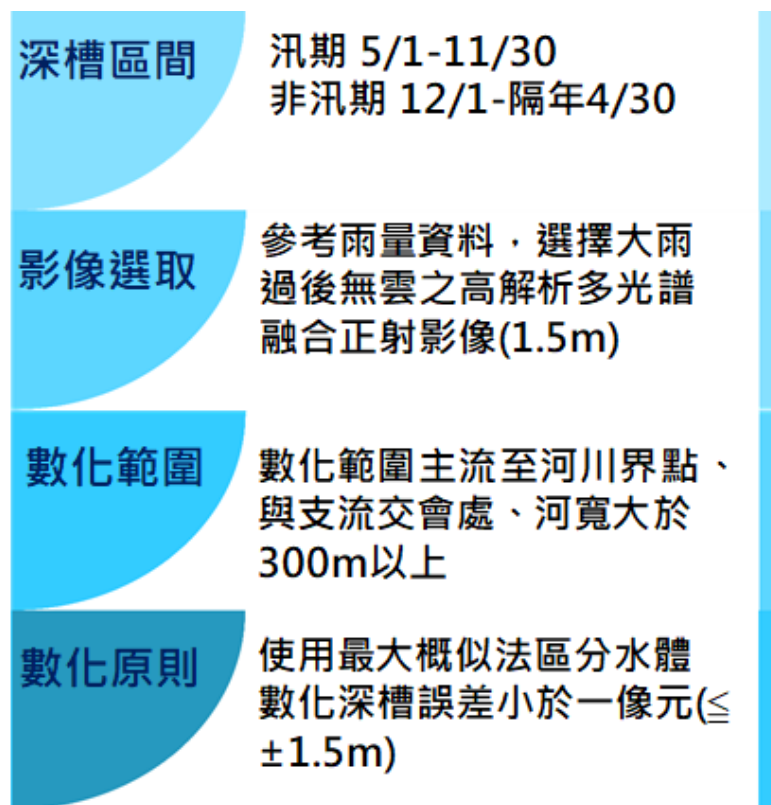 深槽區間
汛期 5/1-11/30
非汛期 12/1-隔年4/30
影像選取
參考雨量資料，選擇大雨
過後無雲之高解析多光譜
融合正射影像(1.5m)
數化範圍
數化範圍主流至河川界點、
與支流交會處、河寬大於
300m以上
數化原則
使用最大概似法區分水體
數化深槽誤差小於一像元(≦
±1.5m)